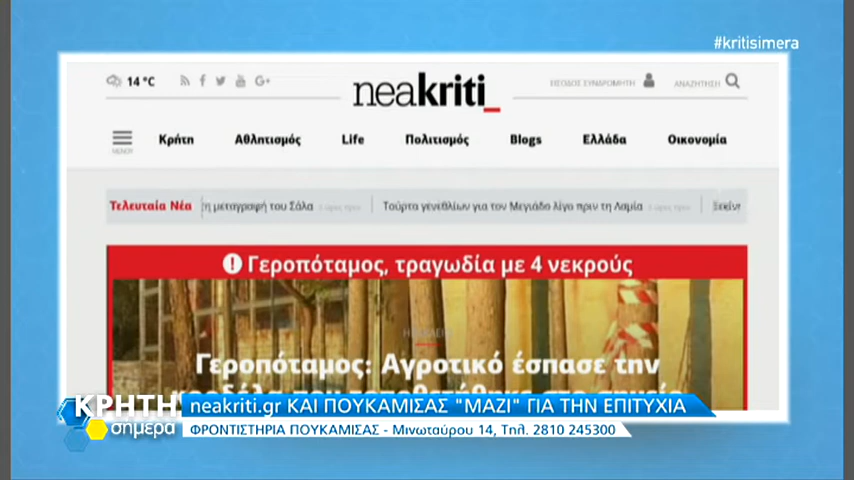 #kritisimera
14 °C
neakriti_
ΕΙΣΟΔΟΣ ΣΥΝΔΡΟΜΗΤΗ
ΑΝΑΖΗΤΗΣΗ
ΜΕΝΟΥ
Κρήτη Αθλητισμός Life Πολιτισμός Blogs Ελλάδα Οικονομία
Τελευταία Νέα η μεταγραφή του Σάλα Τούρτα γενεθλίων για τον Μεγιάδο λίγο πριν τη Λαμία
Γεροπόταμος, τραγωδία με 4 νεκρούς
Γεροπόταμος: Αγροτικό έσπασε την
ΚΡΗΤΗ
σήμερα
neakriti.gr ΚΑΙ ΠΟΥΚΑΜΙΣΑΣ "ΜΑΖΙ" ΓΙΑ ΤΗΝ ΕΠΙΤΥΧΙΑ
ΦΡΟΝΤΙΣΤΗΡΙΑ ΠΟΥΚΑΜΙΣΑΣ - Μινωταύρου 14, Τηλ. 2810 245300